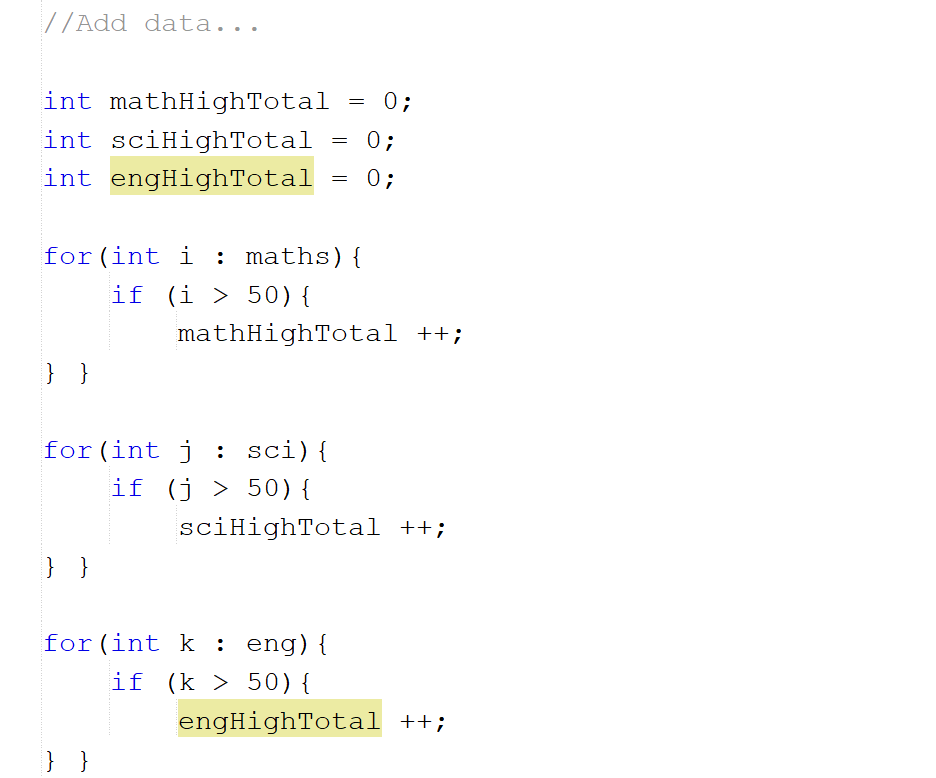 //Add data...
int mathHighTotal = 0;
int sciHighTotal = 0;
int engHighTotal = 0;
for(int i : maths){
if (i > 50){
mathHighTotal ++;
} }
for(int j : sci){
if (j > 50){
sciHighTotal ++;
} }
for(int k : eng){
if (k > 50){
engHighTotal ++;
} }